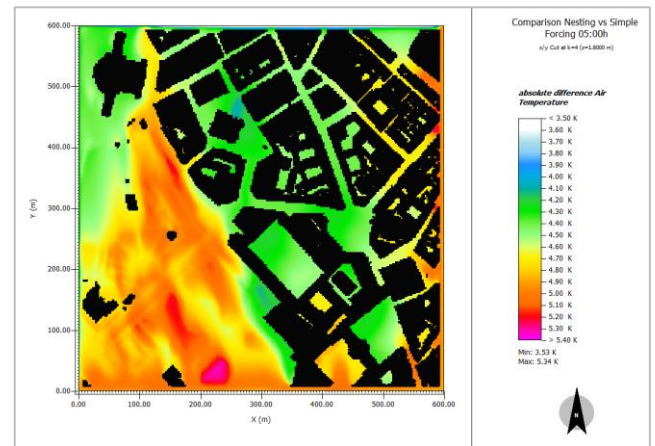 Comparison Nesting vs Simple
Forcing 05:00h
x/y Cut at k=4 (z=1.8000 m)
absolute difference Air
Temperature
< 3.50 K
3.60 K
3.70 K
3.80 K
3.90 K
4.00 K
4.10 K
4.20 K
4.30 K
4.40 K
4.50 K
4.60 K
4.70 K
4.80 K
4.90 K
5.00 K
5.10 K
5.20 K
5.30 K
> 5.40 K
Min: 3.53 K
Max: 5.34 K
N
600.00
500.00
400.00
300.00
200.00
100.00
0.00
Y (m)
0.00 100.00 200.00 300.00 400.00 500.00 600.00
X (m)